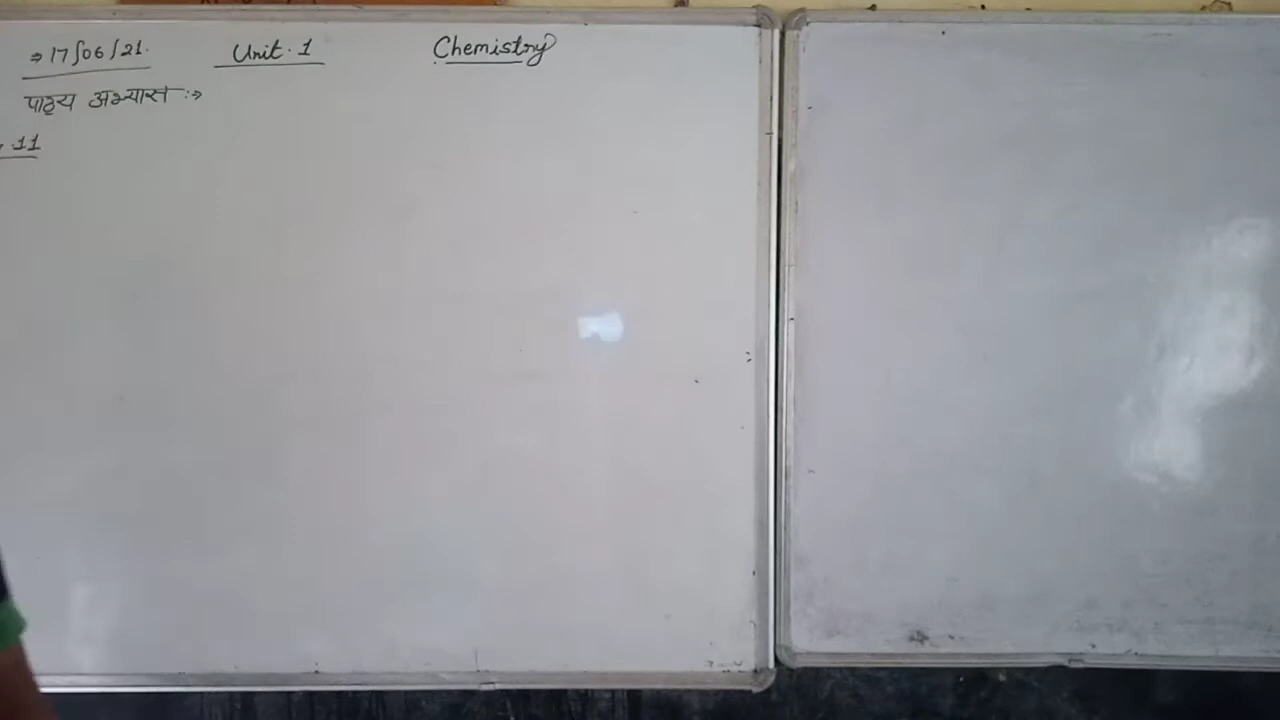 ⇒ 17/06/21. Unit. 1 Chemistry
पाठ्य अभ्यास :→
11